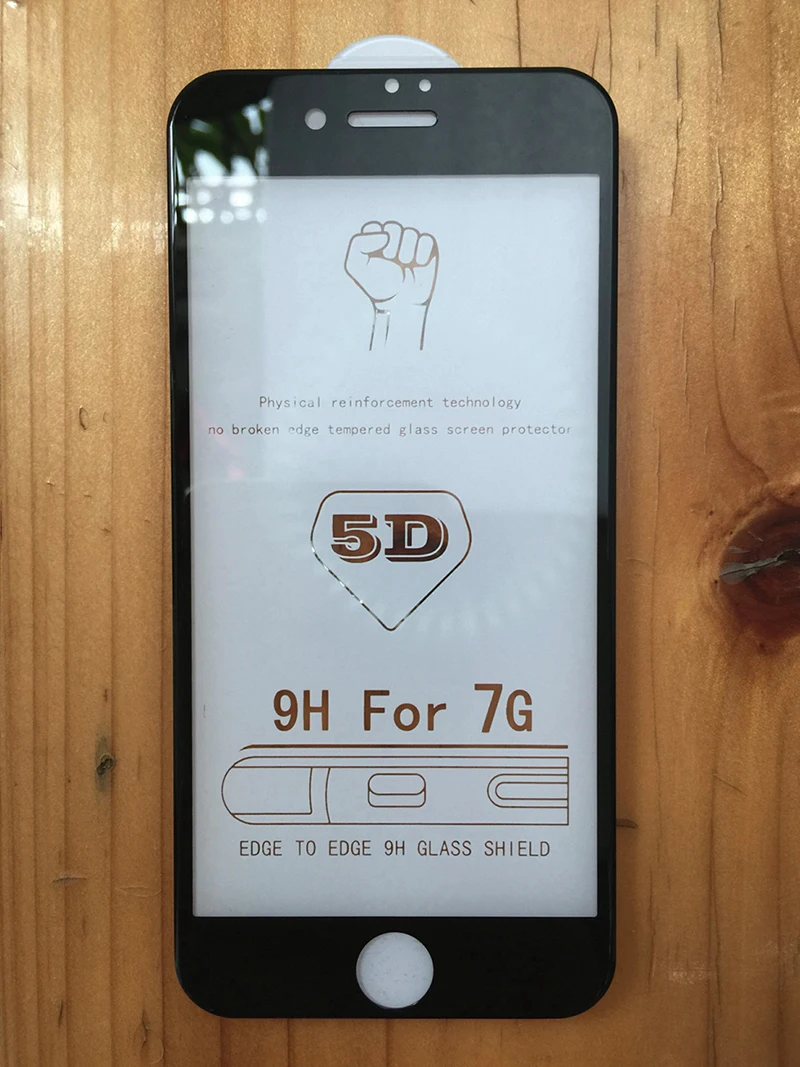 Physical reinforcement technology
no broken edge tempered glass screen protector
5D
9H For 7G
EDGE TO EDGE 9H GLASS SHIELD